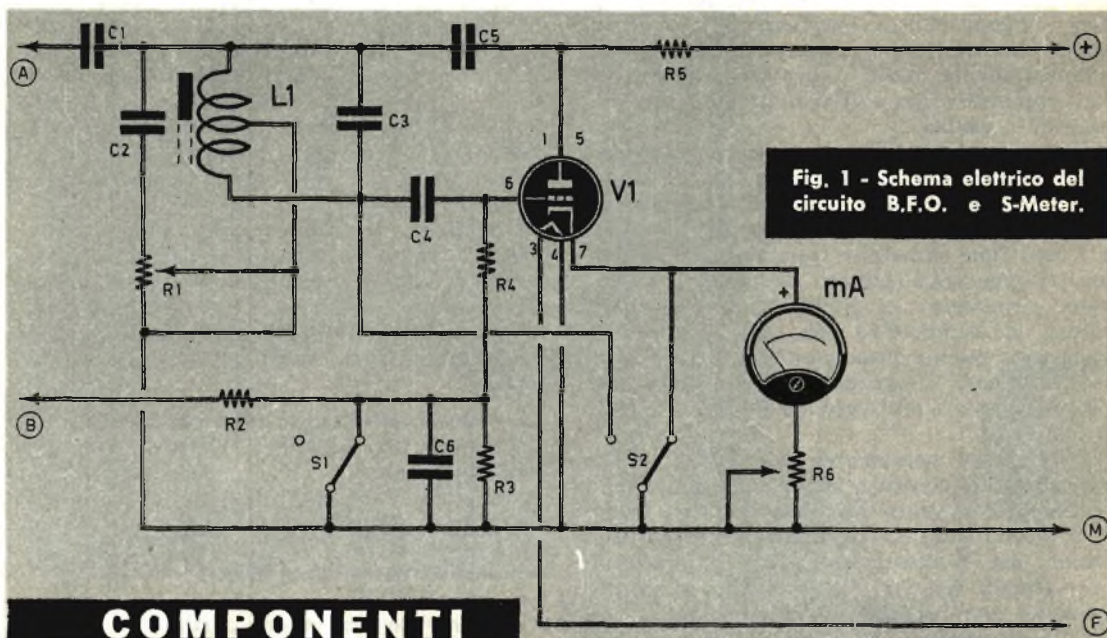 C1
C5
A
R5
+
L1
C2
C3
1
5
C4
6
V1
Fig. 1 - Schema elettrico del
circuito B.F.O. e S-Meter.
3
4
7
R1
R4
+
mA
B
R2
S1
C6
R3
S2
R6
M
COMPONENTI
F